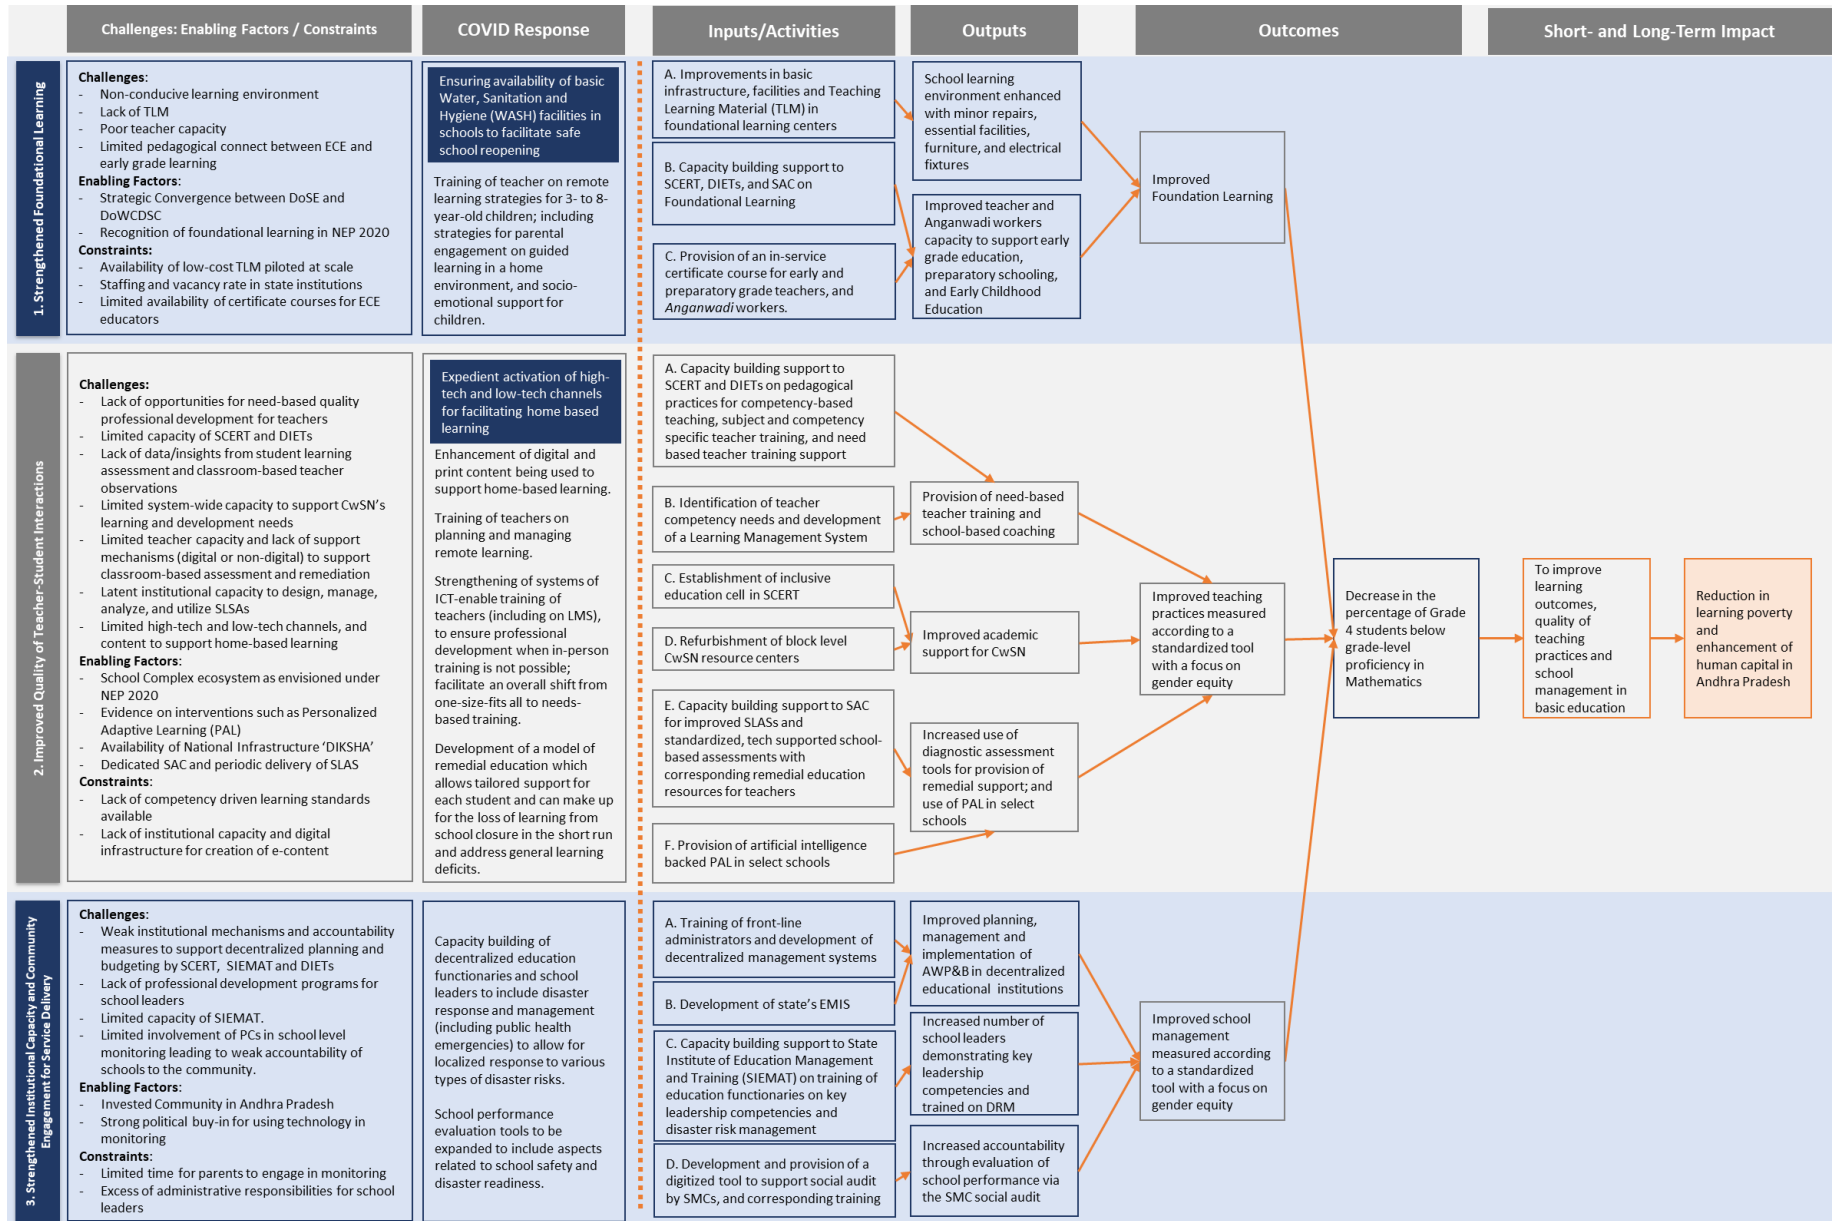 Challenges: Enabling Factors / Constraints
COVID Response
Inputs/Activities
Outputs
Outcomes
Short- and Long-Term Impact
1. Strengthened Foundational Learning
Challenges:
- Non-conducive learning environment
- Lack of TLM
- Poor teacher capacity
- Limited pedagogical connect between ECE and
early grade learning
Enabling Factors:
- Strategic Convergence between DoSE and
DoWCDSC
- Recognition of foundational learning in NEP 2020
Constraints:
- Availability of low-cost TLM piloted at scale
- Staffing and vacancy rate in state institutions
- Limited availability of certificate courses for ECE
educators
Ensuring availability of basic
Water, Sanitation and
Hygiene (WASH) facilities in
schools to facilitate safe
school reopening
Training of teacher on remote
learning strategies for 3- to 8-
year-old children; including
strategies for parental
engagement on guided
learning in a home
environment, and socio-
emotional support for
children.
A. Improvements in basic
infrastructure, facilities and Teaching
Learning Material (TLM) in
foundational learning centers
B. Capacity building support to
SCERT, DIETs, and SAC on
Foundational Learning
C. Provision of an in-service
certificate course for early and
preparatory grade teachers, and
Anganwadi workers.
School learning
environment enhanced
with minor repairs,
essential facilities,
furniture, and electrical
fixtures
Improved teacher and
Anganwadi workers
capacity to support early
grade education,
preparatory schooling,
and Early Childhood
Education
Improved
Foundation Learning
2. Improved Quality of Teacher-Student Interactions
Challenges:
- Lack of opportunities for need-based quality
professional development for teachers
- Limited capacity of SCERT and DIETs
- Lack of data/insights from student learning
assessment and classroom-based teacher
observations
- Limited system-wide capacity to support CwSN's
learning and development needs
- Limited teacher capacity and lack of support
mechanisms (digital or non-digital) to support
classroom-based assessment and remediation
- Latent institutional capacity to design, manage,
analyze, and utilize SLSAs
- Limited high-tech and low-tech channels, and
content to support home-based learning
Enabling Factors:
- School Complex ecosystem as envisioned under
NEP 2020
- Evidence on interventions such as Personalized
Adaptive Learning (PAL)
- Availability of National Infrastructure 'DIKSHA'
- Dedicated SAC and periodic delivery of SLAS
Constraints:
- Lack of competency driven learning standards
available
- Lack of institutional capacity and digital
infrastructure for creation of e-content
Expedient activation of high-
tech and low-tech channels
for facilitating home based
learning
Enhancement of digital and
print content being used to
support home-based learning.
Training of teachers on
planning and managing
remote learning.
Strengthening of systems of
ICT-enable training of
teachers (including on LMS),
to ensure professional
development when in-person
training is not possible;
facilitate an overall shift from
one-size-fits all to needs-
based training.
Development of a model of
remedial education which
allows tailored support for
each student and can make up
for the loss of learning from
school closure in the short run
and address general learning
deficits.
A. Capacity building support to
SCERT and DIETs on pedagogical
practices for competency-based
teaching, subject and competency
specific teacher training, and need
based teacher training support
B. Identification of teacher
competency needs and development
of a Learning Management System
C. Establishment of inclusive
education cell in SCERT
D. Refurbishment of block level
CwSN resource centers
E. Capacity building support to SAC
for improved SLASs and
standardized, tech supported school-
based assessments with
corresponding remedial education
resources for teachers
F. Provision of artificial intelligence
backed PAL in select schools
Provision of need-based
teacher training and
school-based coaching
Improved academic
support for CwSN
Increased use of
diagnostic assessment
tools for provision of
remedial support; and
use of PAL in select
schools
Improved teaching
practices measured
according to a
standardized tool
with a focus on
gender equity
Decrease in the
percentage of Grade
4 students below
grade-level
proficiency in
Mathematics
To improve
learning
outcomes,
quality of
teaching
practices and
school
management in
basic education
Reduction in
learning poverty
and
enhancement of
human capital in
Andhra Pradesh
3. Strengthened Institutional Capacity and Community
Engagement for Service Delivery
Challenges:
- Weak institutional mechanisms and accountability
measures to support decentralized planning and
budgeting by SCERT, SIEMAT and DIETs
- Lack of professional development programs for
school leaders
- Limited capacity of SIEMAT.
- Limited involvement of PCs in school level
monitoring leading to weak accountability of
schools to the community.
Enabling Factors:
- Invested Community in Andhra Pradesh
- Strong political buy-in for using technology in
monitoring
Constraints:
- Limited time for parents to engage in monitoring
- Excess of administrative responsibilities for school
leaders
Capacity building of
decentralized education
functionaries and school
leaders to include disaster
response and management
(including public health
emergencies) to allow for
localized response to various
types of disaster risks.
School performance
evaluation tools to be
expanded to include aspects
related to school safety and
disaster readiness.
A. Training of front-line
administrators and development of
decentralized management systems
B. Development of state's EMIS
C. Capacity building support to State
Institute of Education Management
and Training (SIEMAT) on training of
education functionaries on key
leadership competencies and
disaster risk management
D. Development and provision of a
digitized tool to support social audit
by SMCs, and corresponding training
Improved planning,
management and
implementation of
AWP&B in decentralized
educational institutions
Increased number of
school leaders
demonstrating key
leadership
competencies and
trained on DRM
Increased accountability
through evaluation of
school performance via
the SMC social audit
Improved school
management
measured according
to a standardized
tool with a focus on
gender equity